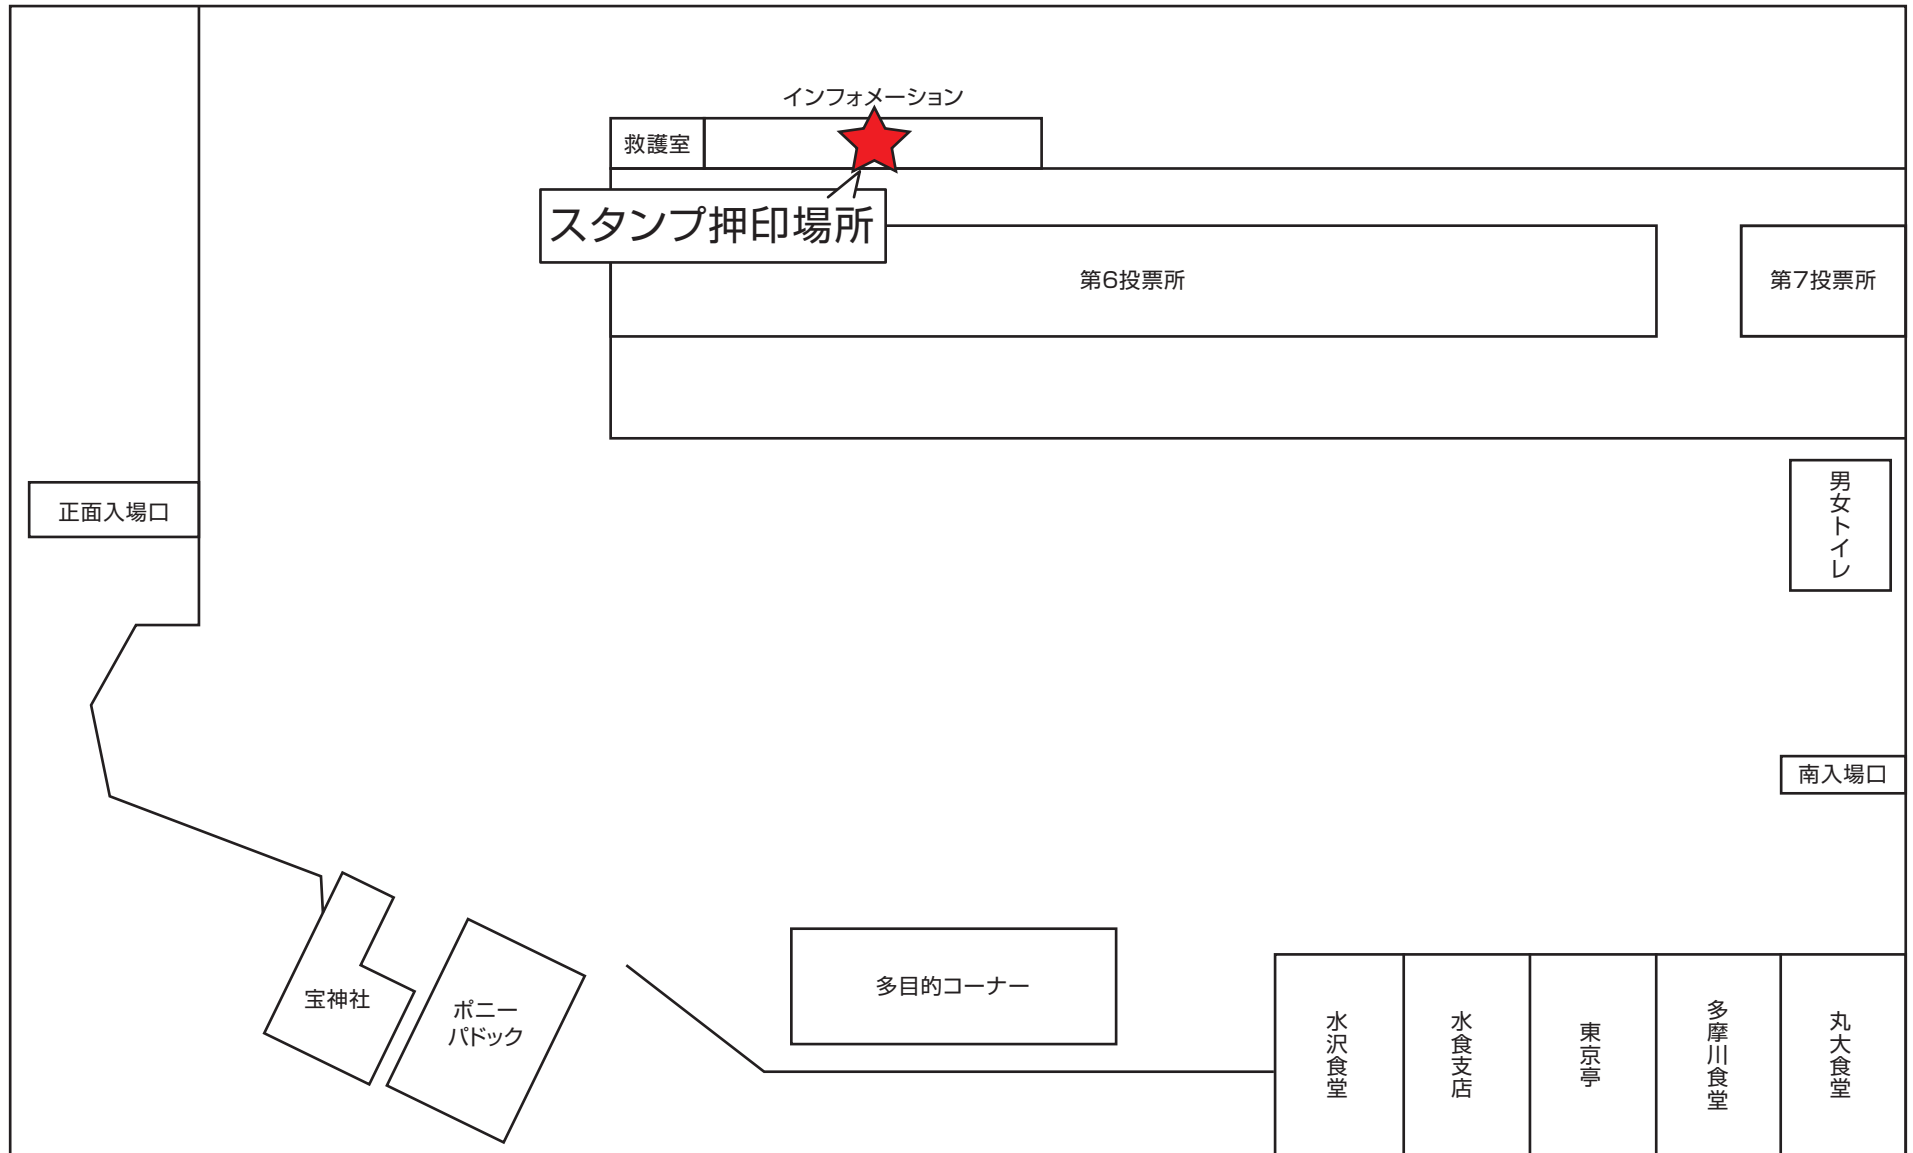 インフォメーション
救護室
スタンプ押印場所
第6投票所
第7投票所
正面入場口
男女トイレ
南入場口
宝神社
ポニー
パドック
多目的コーナー
水沢食堂
水食支店
東京亭
多摩川食堂
丸大食堂